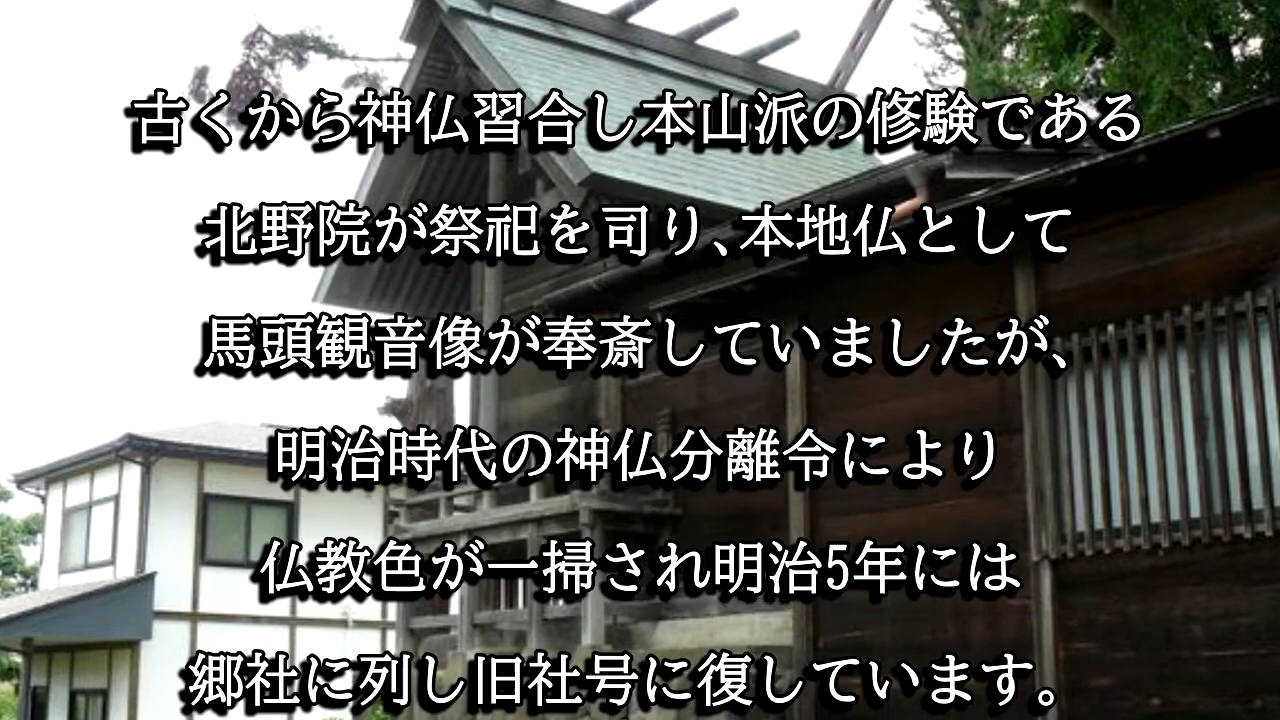 古くから神仏習合し本山派の修験である
北野院が祭祀を司り、本地仏として
馬頭観音像が奉斎していましたが、
明治時代の神仏分離令により
仏教色が一掃され明治5年には
郷社に列し旧社号に復しています。